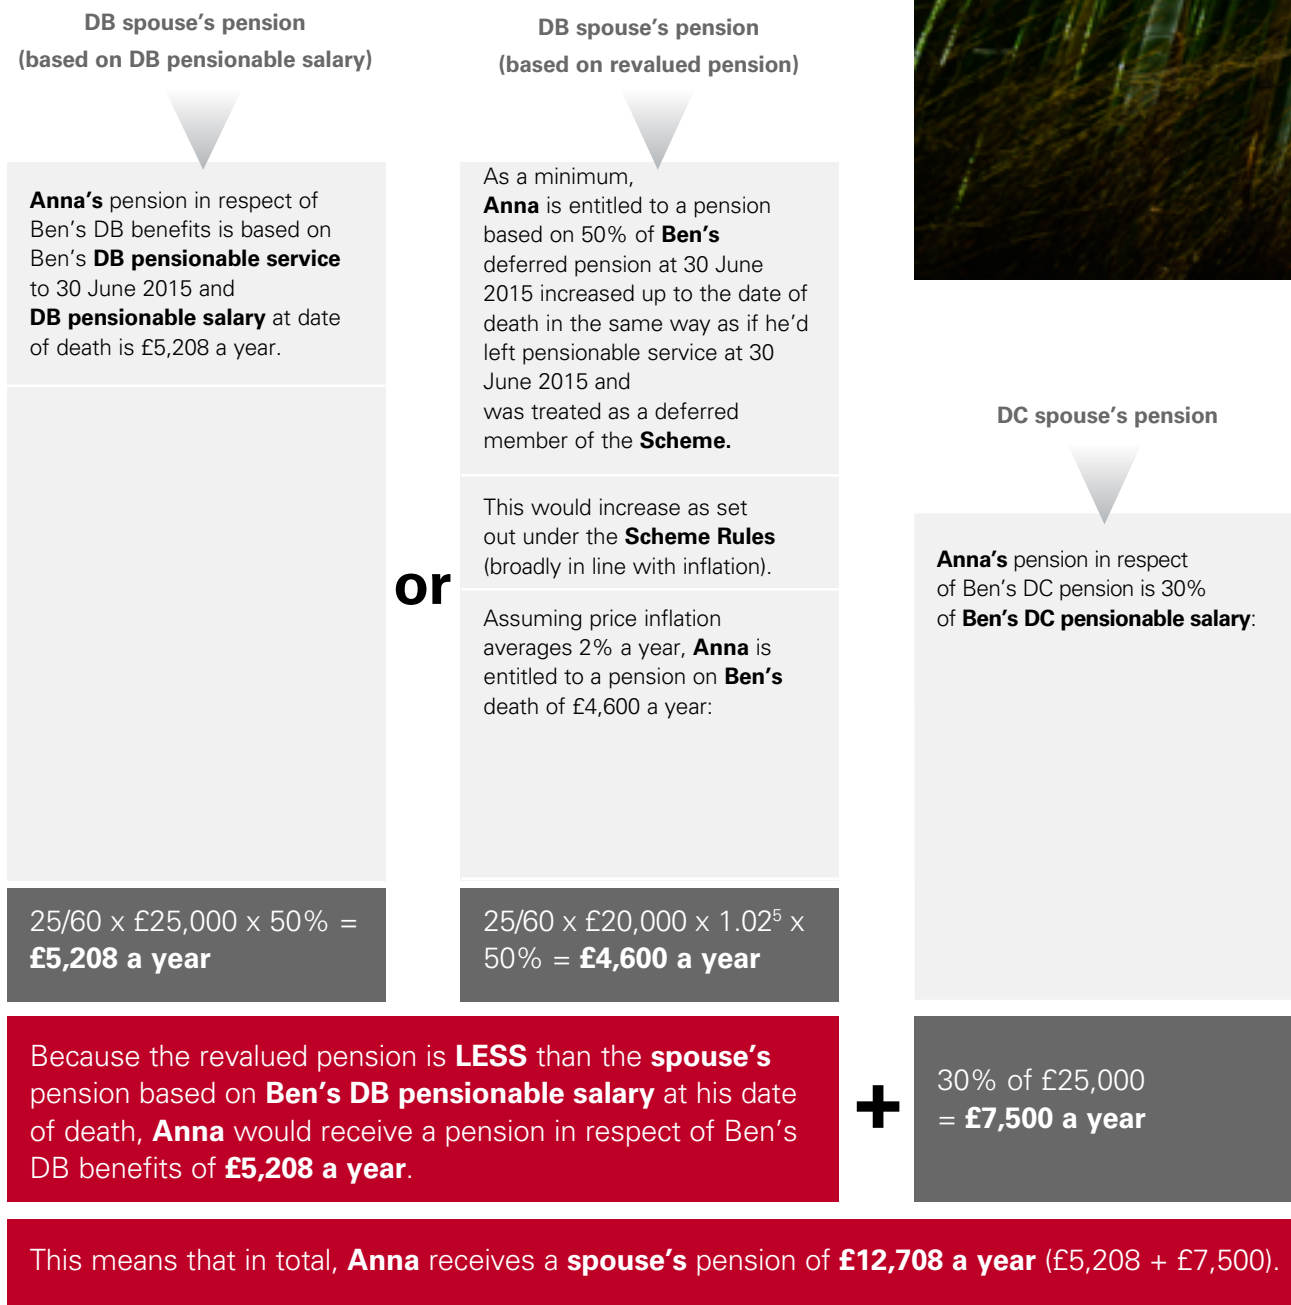 DB spouse’s pension
(based on DB pensionable salary)
Anna’s pension in respect of
Ben’s DB benefits is based on
Ben’s DB pensionable service
to 30 June 2015 and
DB pensionable salary at date
of death is £5,208 a year.
25/60 x £25,000 x 50% =
£5,208 a year
or
DB spouse’s pension
(based on revalued pension)
As a minimum,
Anna is entitled to a pension
based on 50% of Ben’s
deferred pension at 30 June
2015 increased up to the date of
death in the same way as if he’d
left pensionable service at 30
June 2015 and
was treated as a deferred
member of the Scheme.
This would increase as set
out under the Scheme Rules
(broadly in line with inflation).
Assuming price inflation
averages 2% a year, Anna is
entitled to a pension on Ben’s
death of £4,600 a year:
25/60 x £20,000 x 1.02⁵ x
50% = £4,600 a year
Because the revalued pension is LESS than the spouse’s
pension based on Ben’s DB pensionable salary at his date
of death, Anna would receive a pension in respect of Ben’s
DB benefits of £5,208 a year.
+
DC spouse’s pension
Anna’s pension in respect
of Ben’s DC pension is 30%
of Ben’s DC pensionable salary:
30% of £25,000
= £7,500 a year
This means that in total, Anna receives a spouse’s pension of £12,708 a year (£5,208 + £7,500).